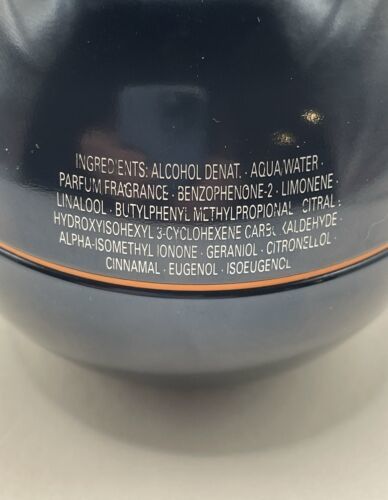 INGREDIENTS: ALCOHOL DENAT. · AQUA/WATER ·
PARFUM/FRAGRANCE · BENZOPHENONE-2 · LIMONENE ·
LINALOOL · BUTYLPHENYL METHYLPROPIONAL · CITRAL ·
HYDROXYISOHEXYL 3-CYCLOHEXENE CARBOXALDEHYDE ·
ALPHA-ISOMETHYL IONONE · GERANIOL · CITRONELLOL ·
CINNAMAL · EUGENOL · ISOEUGENOL